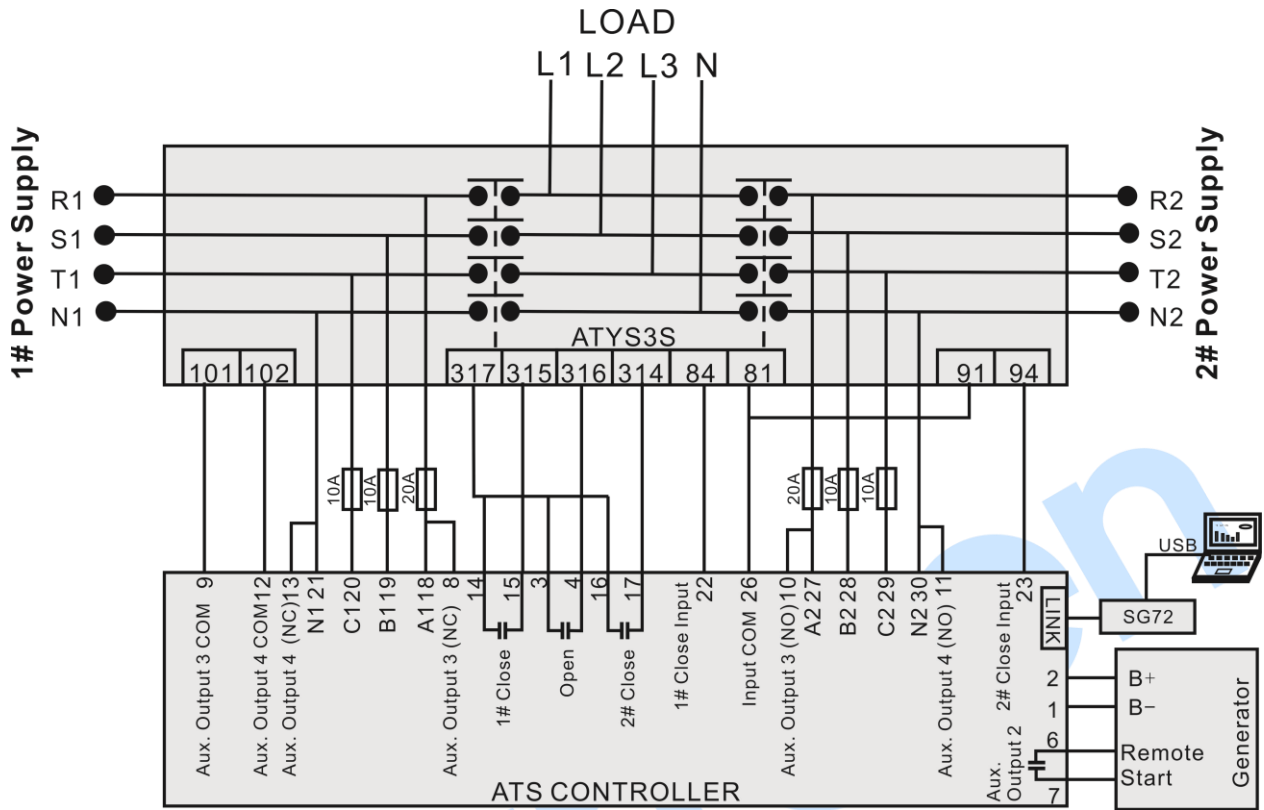 LOAD
L1 L2 L3 N
1# Power Supply
R1
S1
T1
N1
R2
S2
T2
N2
2# Power Supply
ATYS3S
101 102 317 315 316 314 84 81 91 94
10A 10A 20A 20A 10A 10A
USB
9 Aux. Output 3 COM
12 Aux. Output 4 COM
13 Aux. Output 4 (NC)
N1 21
C1 20
B1 19
A1 18
8 Aux. Output 3 (NC)
14 15 1# Close
3 4 Open
16 17 2# Close
22 1# Close Input
26 Input COM
10 Aux. Output 3 (NO)
A2 27
B2 28
C2 29
N2 30
11 Aux. Output 4 (NO)
23 2# Close Input
LINK
SG72
2 B+
1 B-
6 Remote
7 Start
Aux. Output 2
Generator
ATS CONTROLLER